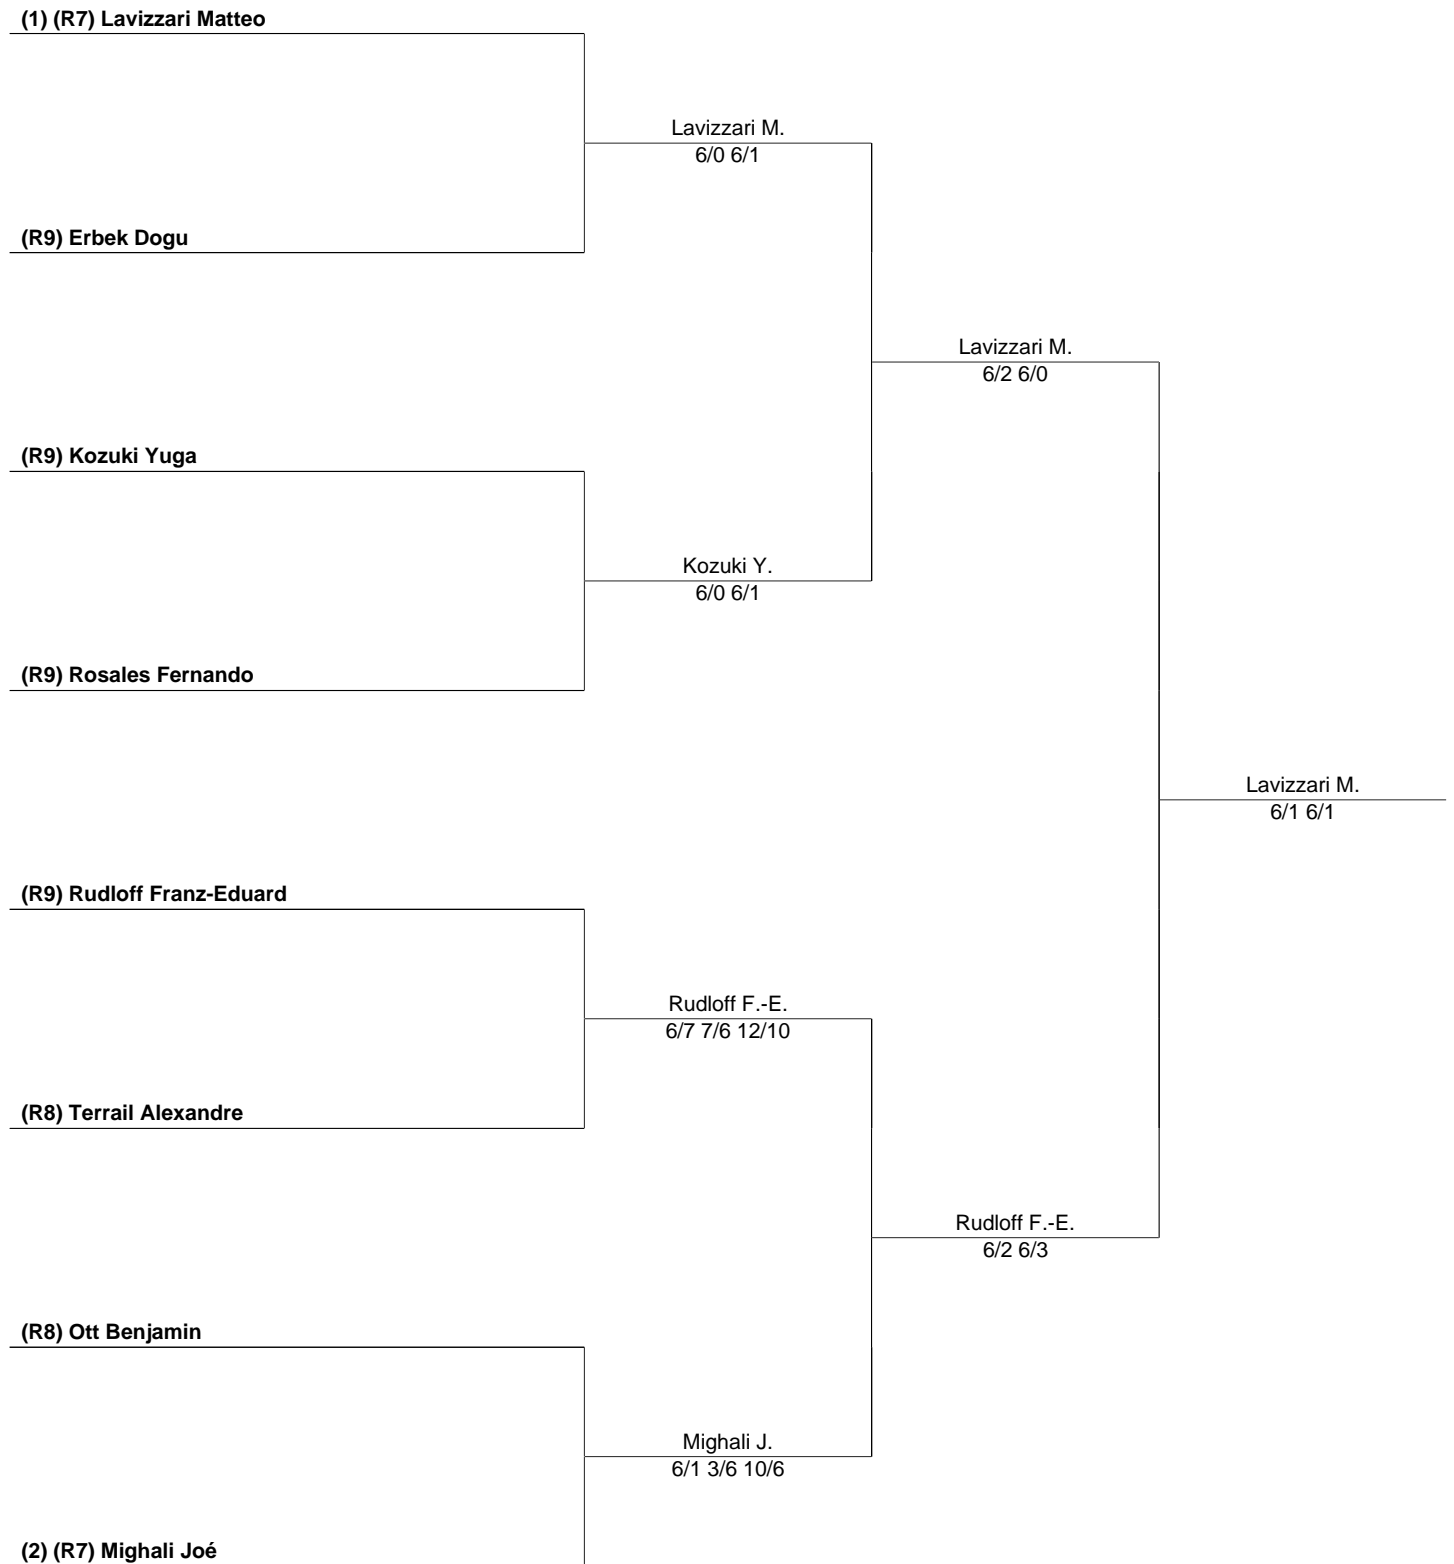 (1) (R7) Lavizzari Matteo
Lavizzari M.
6/0 6/1
(R9) Erbek Dogu
Lavizzari M.
6/2 6/0
(R9) Kozuki Yuga
Kozuki Y.
6/0 6/1
(R9) Rosales Fernando
Lavizzari M.
6/1 6/1
(R9) Rudloff Franz-Eduard
Rudloff F.-E.
6/7 7/6 12/10
(R8) Terrail Alexandre
Rudloff F.-E.
6/2 6/3
(R8) Ott Benjamin
Mighali J.
6/1 3/6 10/6
(2) (R7) Mighali Joé